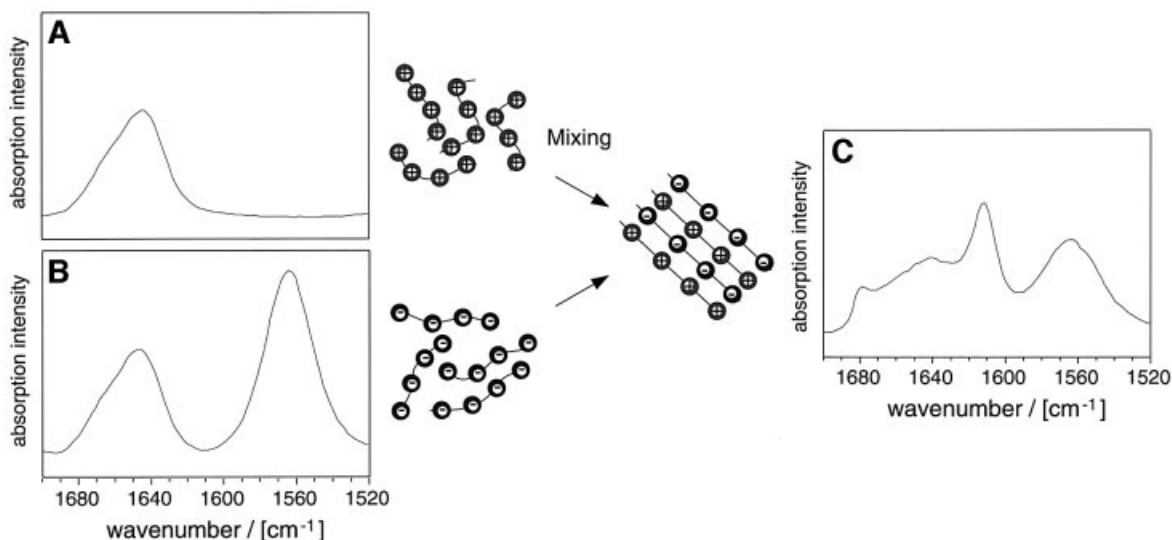 A
absorption intensity
B
absorption intensity
1680 1640 1600 1560 1520
wavenumber / [cm⁻¹]
Mixing
C
absorption intensity
1680 1640 1600 1560 1520
wavenumber / [cm⁻¹]